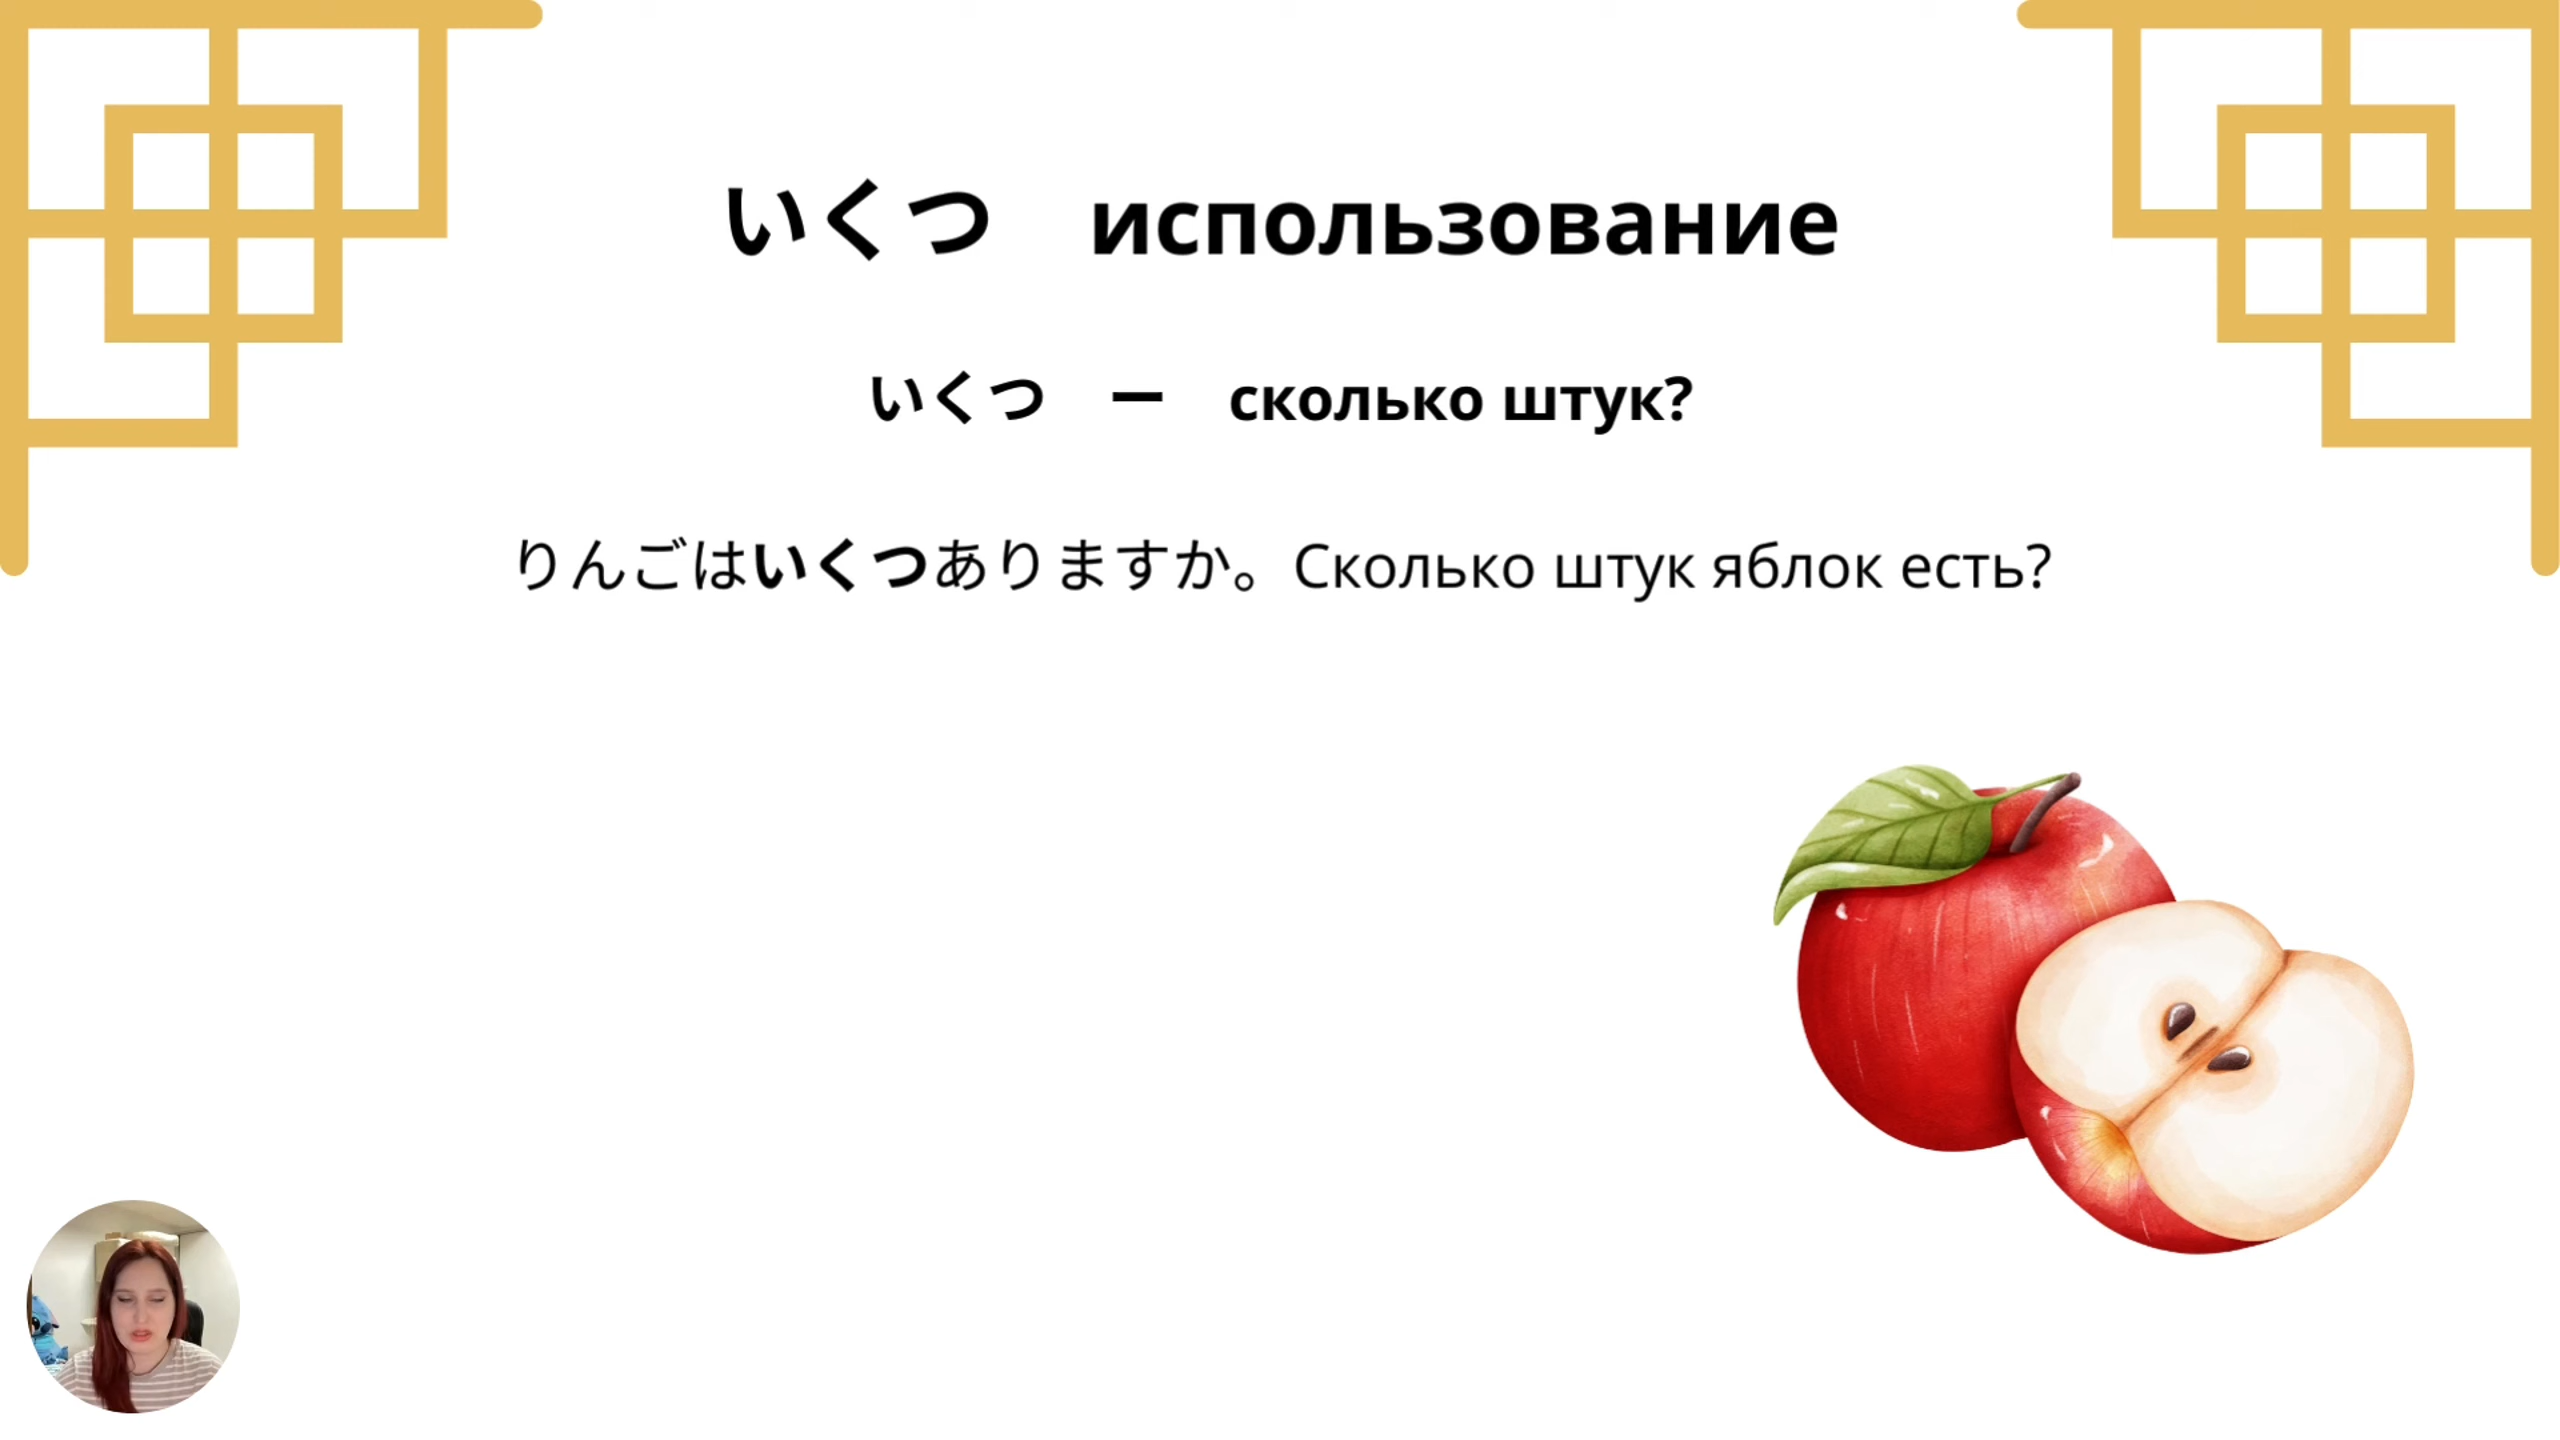 いくつ　использование
いくつ　ー　сколько штук?
りんごはいくつありますか。Сколько штук яблок есть?